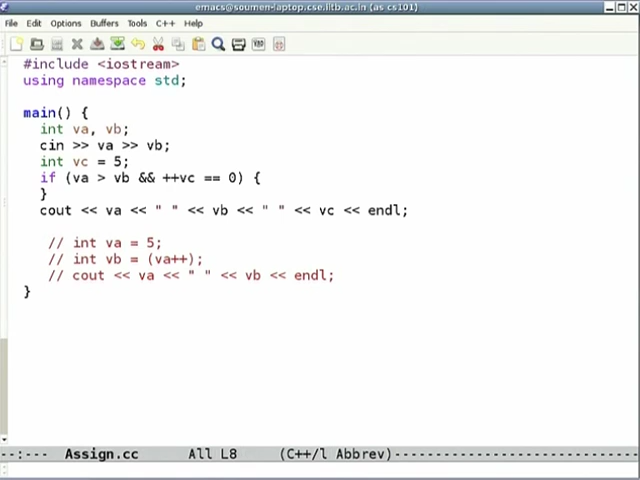 emacs@soumen-laptop.cse.iitb.ac.in (as cs101)
File Edit Options Buffers Tools C++ Help
#include <iostream>
using namespace std;
main() {
int va, vb;
cin >> va >> vb;
int vc = 5;
if (va > vb && ++vc == 0) {
}
cout << va << " " << vb << " " << vc << endl;
// int va = 5;
// int vb = (va++);
// cout << va << " " << vb << endl;
}
--:--- Assign.cc All L8 (C++/l Abbrev)------------------------------